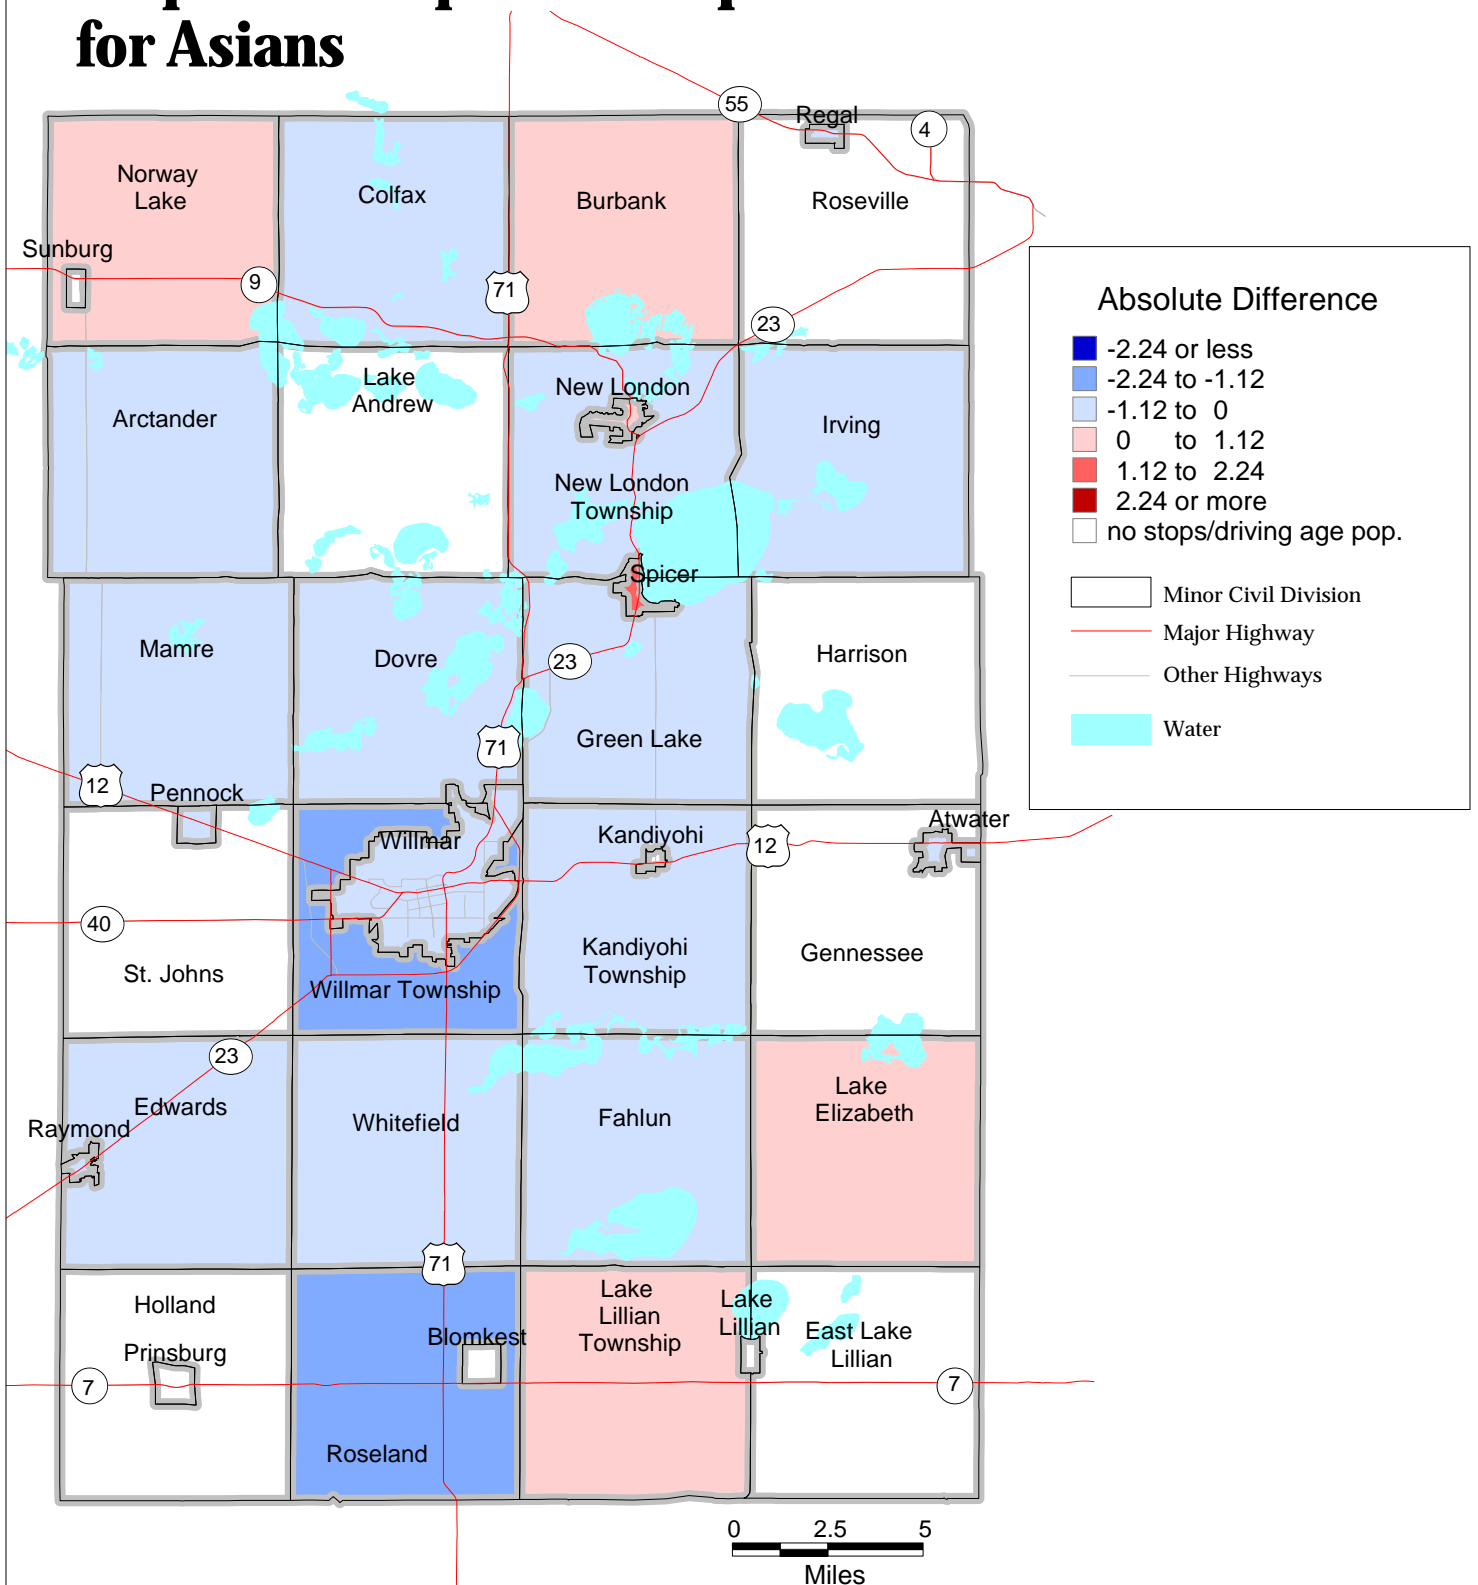 for Asians
55
Regal
4
Norway
Lake
Colfax
Burbank
Roseville
Sunburg
9
71
23
Absolute Difference
-2.24 or less
-2.24 to -1.12
-1.12 to 0
0 to 1.12
1.12 to 2.24
2.24 or more
no stops/driving age pop.
Minor Civil Division
Major Highway
Other Highways
Water
Arctander
Lake
Andrew
New London
Irving
New London
Township
Spicer
Mamre
Dovre
23
Harrison
Green Lake
71
12
Pennock
Willmar
Kandiyohi
12
Atwater
40
St. Johns
Willmar Township
Kandiyohi
Township
Gennessee
23
Edwards
Raymond
Whitefield
Fahlun
Lake
Elizabeth
71
Holland
Prinsburg
7
Blomkest
Roseland
Lake
Lillian
Township
Lake
Lillian
East Lake
Lillian
7
0 2.5 5
Miles